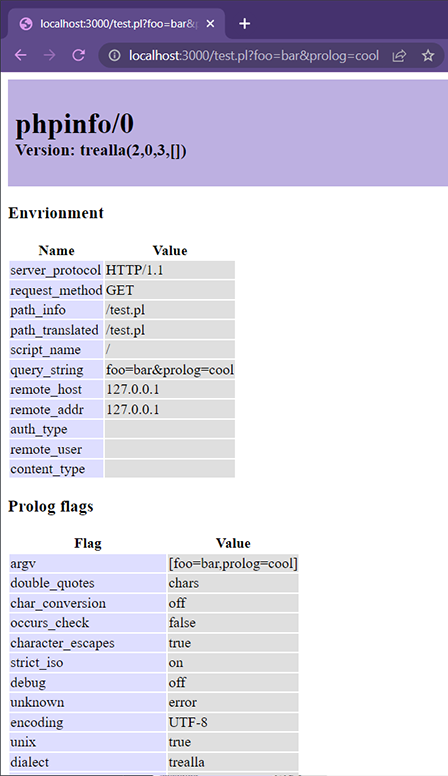 localhost:3000/test.pl?foo=bar&p
localhost:3000/test.pl?foo=bar&prolog=cool
phpinfo/0
Version: trealla(2,0,3,[])
Envrionment
Name Value
server_protocol HTTP/1.1
request_method GET
path_info /test.pl
path_translated /test.pl
script_name /
query_string foo=bar&prolog=cool
remote_host 127.0.0.1
remote_addr 127.0.0.1
auth_type
remote_user
content_type
Prolog flags
Flag Value
argv [foo=bar,prolog=cool]
double_quotes chars
char_conversion off
occurs_check false
character_escapes true
strict_iso on
debug off
unknown error
encoding UTF-8
unix true
dialect trealla